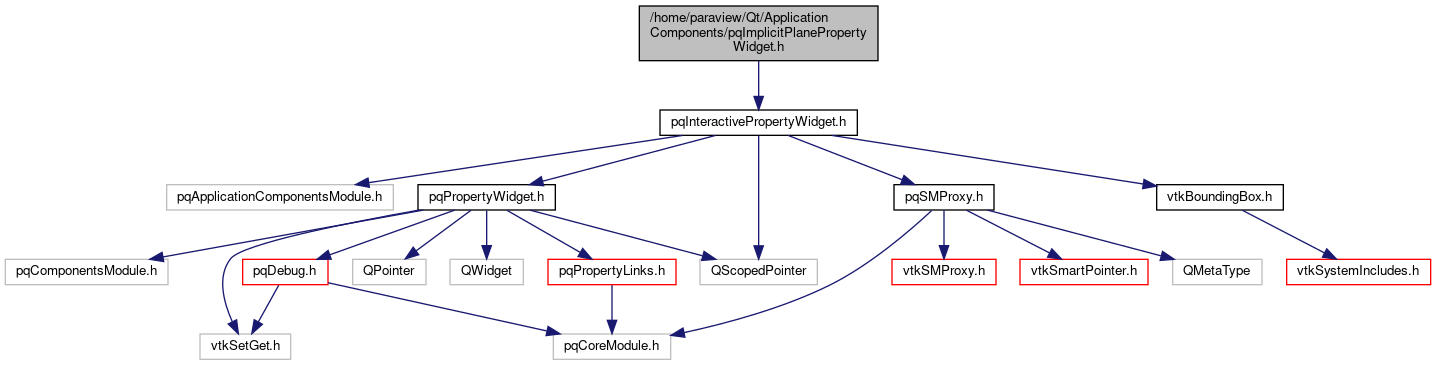 /home/paraview/Qt/Application
Components/pqImplicitPlaneProperty
Widget.h
pqInteractivePropertyWidget.h
pqApplicationComponentsModule.h
pqPropertyWidget.h
pqSMProxy.h
vtkBoundingBox.h
pqComponentsModule.h
pqDebug.h
QPointer
QWidget
pqPropertyLinks.h
QScopedPointer
vtkSMProxy.h
vtkSmartPointer.h
QMetaType
vtkSystemIncludes.h
vtkSetGet.h
pqCoreModule.h